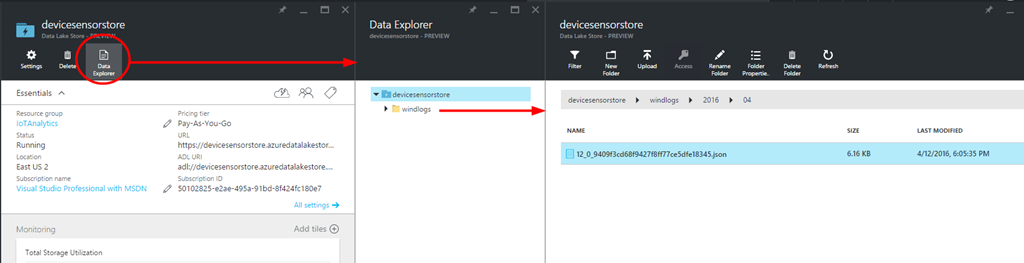 devicesensorstore
Data Lake Store - PREVIEW
Settings
Delete
Data Explorer
Essentials
Resource group
IoTAnalytics
Status
Running
Location
East US 2
Subscription name
Visual Studio Professional with MSDN
Pricing tier
Pay-As-You-Go
URL
https://devicesensorstore.azuredatalakestor...
ADL URI
adl://devicesensorstore.azuredatalakestore....
Subscription ID
50102825-e2ae-495a-91bd-8f424fc180e7
All settings
Monitoring
Add tiles
Total Storage Utilization
Data Explorer
devicesensorstore - PREVIEW
devicesensorstore
windlogs
devicesensorstore
Data Lake Store - PREVIEW
Filter
New Folder
Upload
Access
Rename Folder
Folder Propertie..
Delete Folder
Refresh
devicesensorstore > windlogs > 2016 > 04
NAME SIZE LAST MODIFIED
12_0_9409f3cd68f9427f8ff77ce5dfe18345.json 6.16 KB 4/12/2016, 6:05:35 PM